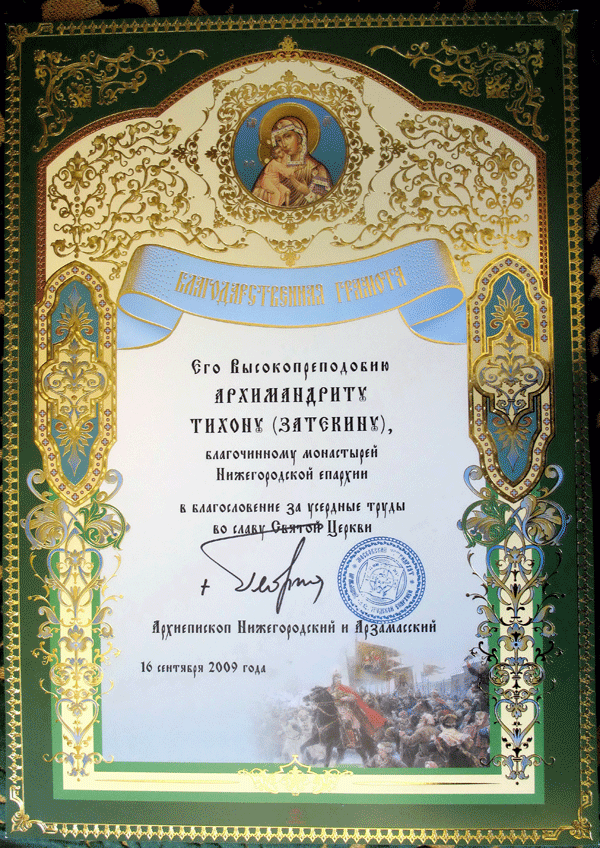 БЛАГОДАРСТВЕННАЯ ГРАМОТА
Его Высокопреподобию
АРХИМАНДРИТУ
ТИХОНУ (ЗАТЕКИНУ),
благочинному монастырей
Нижегородской епархии
в благословение за усердные труды
во славу Святой Церкви
+ Георгий
Архиепископ Нижегородский и Арзамасский
16 сентября 2009 года